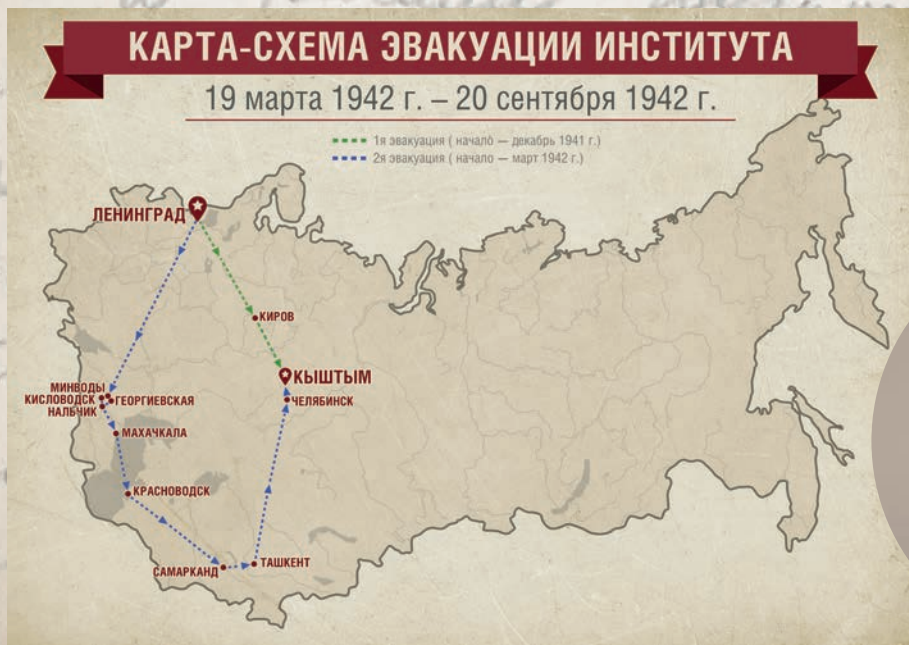 КАРТА-СХЕМА ЭВАКУАЦИИ ИНСТИТУТА
19 марта 1942 г. – 20 сентября 1942 г.
1я эвакуация ( начало — декабрь 1941 г.)
2я эвакуация ( начало — март 1942 г.)
ЛЕНИНГРАД
КИРОВ
КЫШТЫМ
ЧЕЛЯБИНСК
МИНВОДЫ
КИСЛОВОДСК
ГЕОРГИЕВСКАЯ
НАЛЬЧИК
МАХАЧКАЛА
КРАСНОВОДСК
САМАРКАНД
ТАШКЕНТ